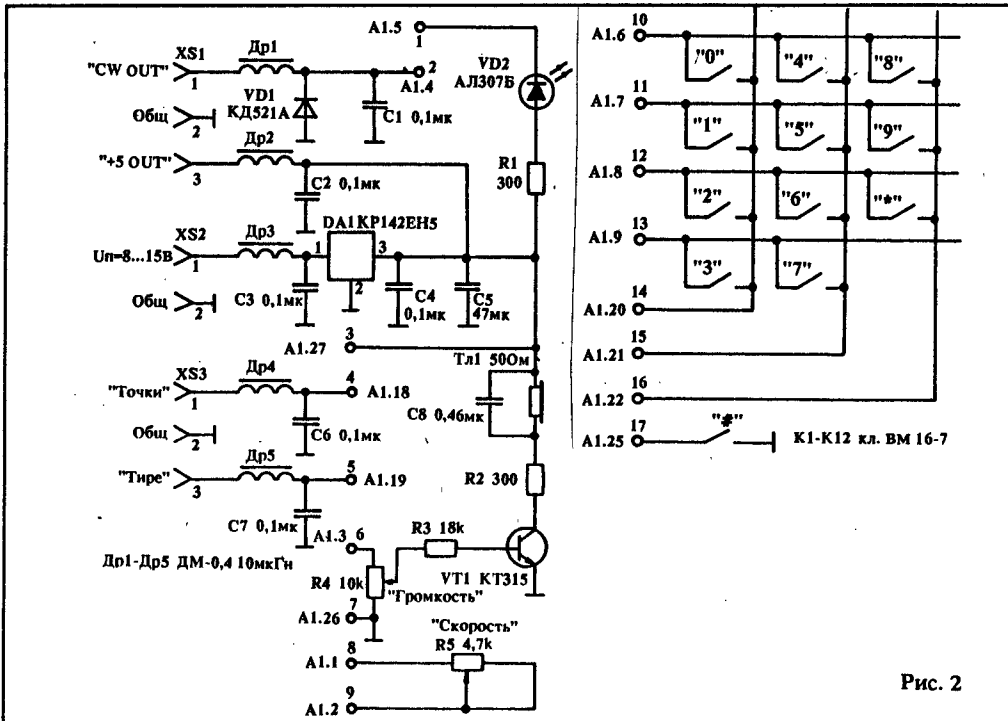 A1.5
1
XS1
"CW OUT"
1
Др1
2
A1.4
VD1
КД521А
C1 0,1мк
Общ
2
VD2
АЛ307Б
"+5 OUT"
3
Др2
C2 0,1мк
R1
300
XS2
Uп=8...15В
1
Др3
DA1 КР142ЕН5
1
3
2
Общ
2
C3 0,1мк
C4
0,1мк
C5
47мк
A1.27
3
Тл1 50Ом
C8 0,46мк
XS3
"Точки"
1
Др4
4
A1.18
Общ
2
C6 0,1мк
"Тире"
3
Др5
5
A1.19
R2 300
C7 0,1мк
A1.3
6
R3 18k
Др1-Др5 ДМ-0,4 10мкГн
R4 10k
"Громкость"
VT1 КТ315
A1.26
7
"Скорость"
R5 4,7k
A1.1
8
A1.2
9
10
A1.6
"0"
"4"
"8"
11
A1.7
"1"
"5"
"9"
12
A1.8
"2"
"6"
"*"
13
A1.9
"3"
"7"
14
A1.20
15
A1.21
16
A1.22
17
A1.25
"#"
К1-К12 кл. ВМ 16-7
Рис. 2